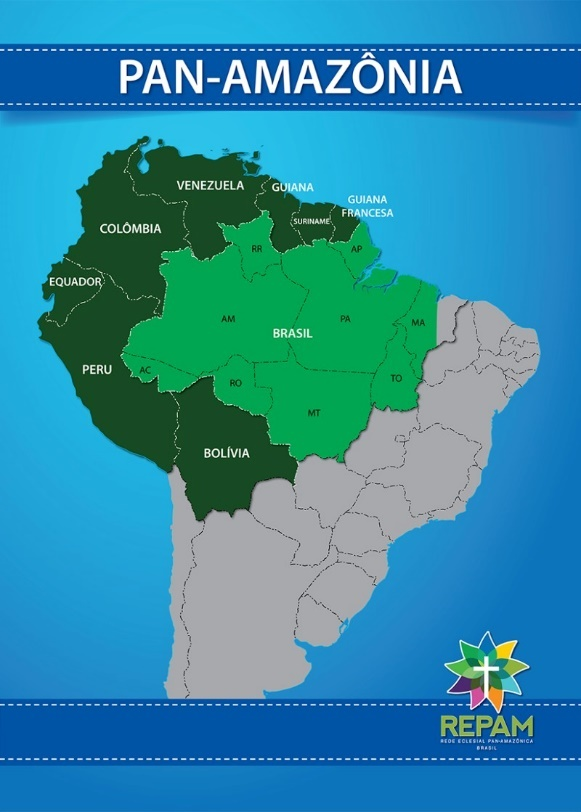 PAN-AMAZÔNIA
VENEZUELA
GUIANA
GUIANA
FRANCESA
SURINAME
COLÔMBIA
RR
AP
EQUADOR
AM
PA
MA
BRASIL
PERU
AC
RO
TO
MT
BOLÍVIA
REPAM
REDE ECLESIAL PAN-AMAZÔNICA
BRASIL